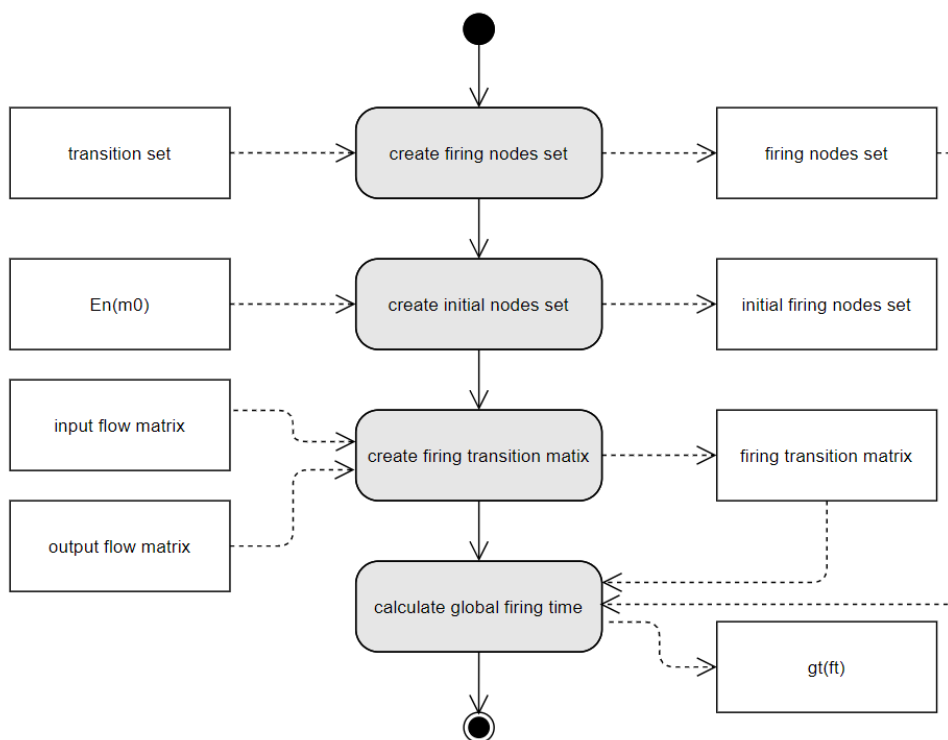 transition set
create firing nodes set
firing nodes set
En(m0)
create initial nodes set
initial firing nodes set
input flow matrix
create firing transition matix
firing transition matrix
output flow matrix
calculate global firing time
gt(ft)